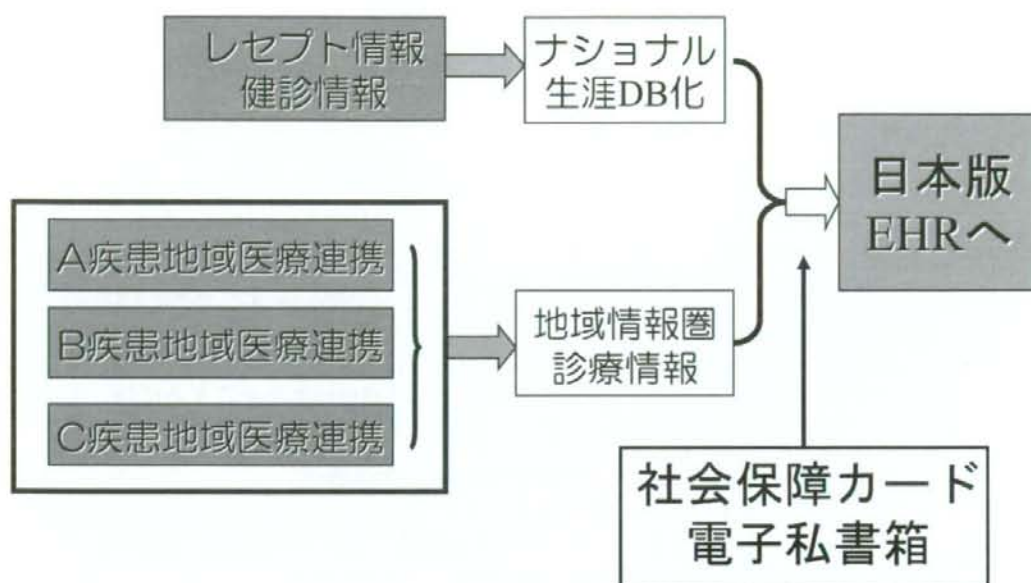 レセプト情報
健診情報
ナショナル
生涯DB化
日本版
EHRへ
A疾患地域医療連携
B疾患地域医療連携
C疾患地域医療連携
地域情報圏
診療情報
社会保障カード
電子私書箱